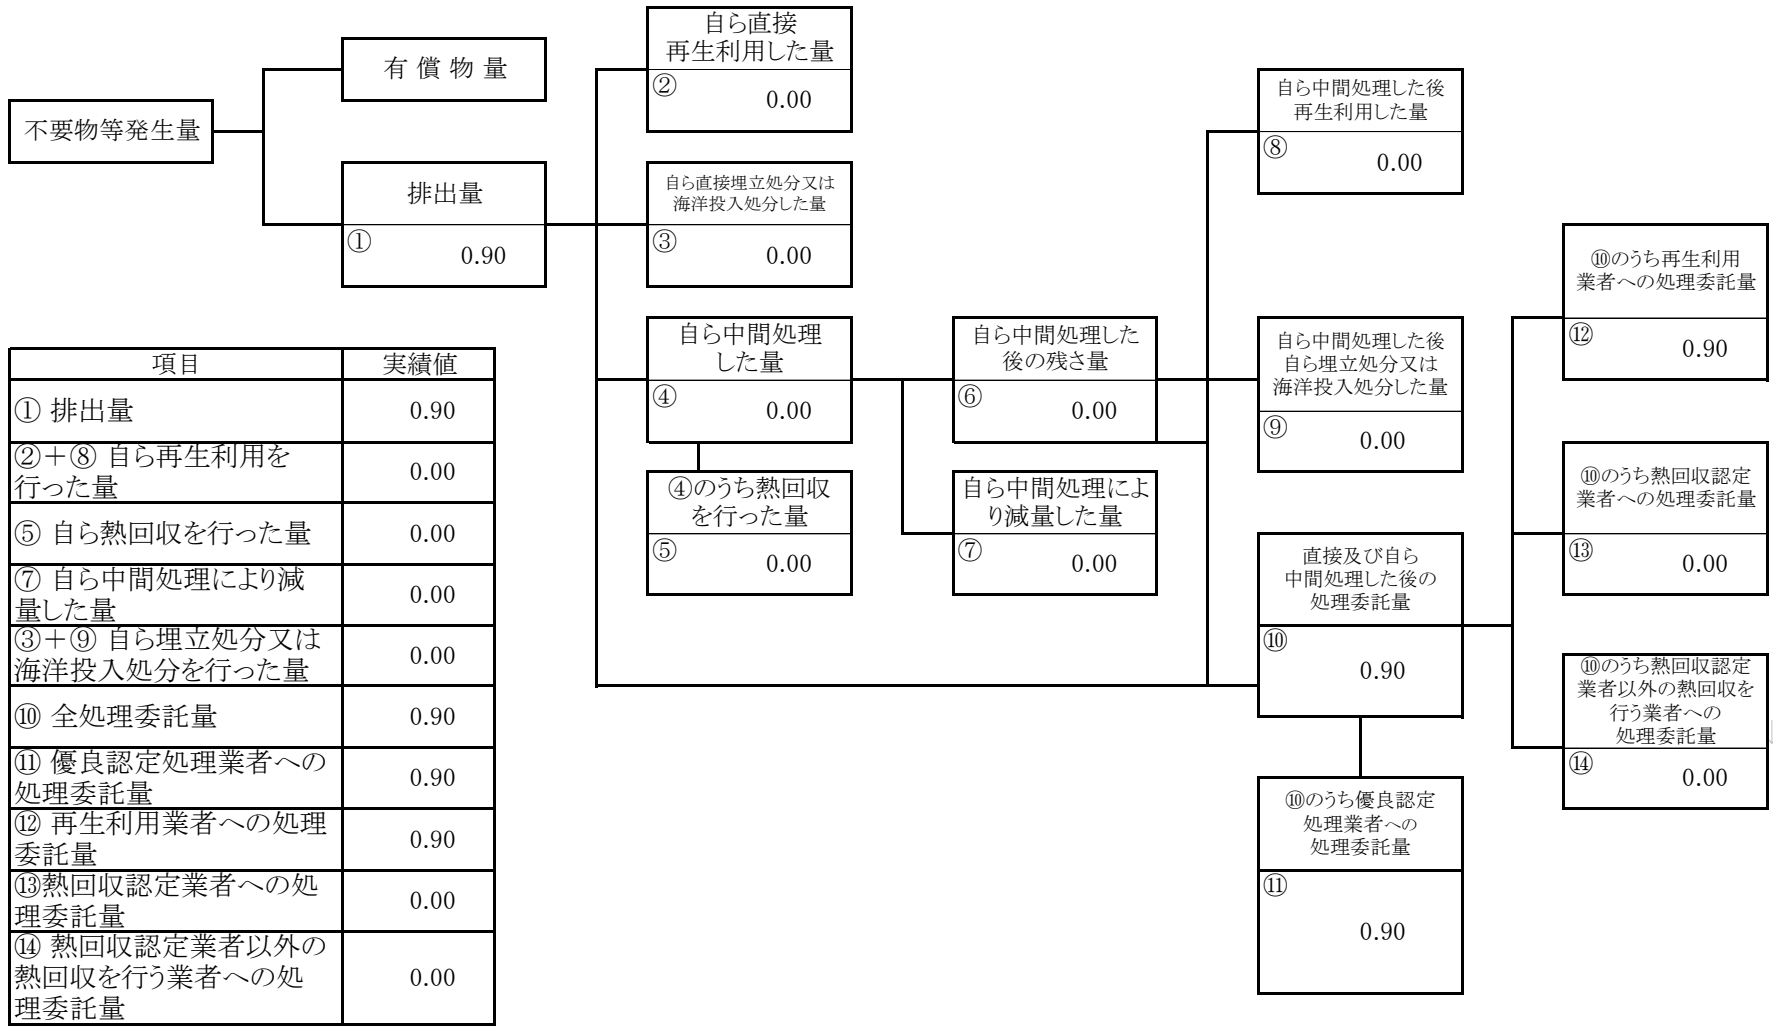 不要物等発生量
有償物量
排出量
①
0.90
自ら直接
再生利用した量
②
0.00
自ら直接埋立処分又は
海洋投入処分した量
③
0.00
自ら中間処理
した量
④
0.00
④のうち熱回収
を行った量
⑤
0.00
自ら中間処理した
後の残さ量
⑥
0.00
自ら中間処理によ
り減量した量
⑦
0.00
自ら中間処理した後
再生利用した量
⑧
0.00
自ら中間処理した後
自ら埋立処分又は
海洋投入処分した量
⑨
0.00
直接及び自ら
中間処理した後の
処理委託量
⑩
0.90
⑩のうち優良認定
処理業者への
処理委託量
⑪
0.90
⑩のうち再生利用
業者への処理委託量
⑫
0.90
⑩のうち熱回収認定
業者への処理委託量
⑬
0.00
⑩のうち熱回収認定
業者以外の熱回収を
行う業者への
処理委託量
⑭
0.00
項目 実績値
① 排出量 0.90
②＋⑧ 自ら再生利用を
行った量 0.00
⑤ 自ら熱回収を行った量 0.00
⑦ 自ら中間処理により減
量した量 0.00
③＋⑨ 自ら埋立処分又は
海洋投入処分を行った量 0.00
⑩ 全処理委託量 0.90
⑪ 優良認定処理業者への
処理委託量 0.90
⑫ 再生利用業者への処理
委託量 0.90
⑬熱回収認定業者への処
理委託量 0.00
⑭ 熱回収認定業者以外の
熱回収を行う業者への処
理委託量 0.00